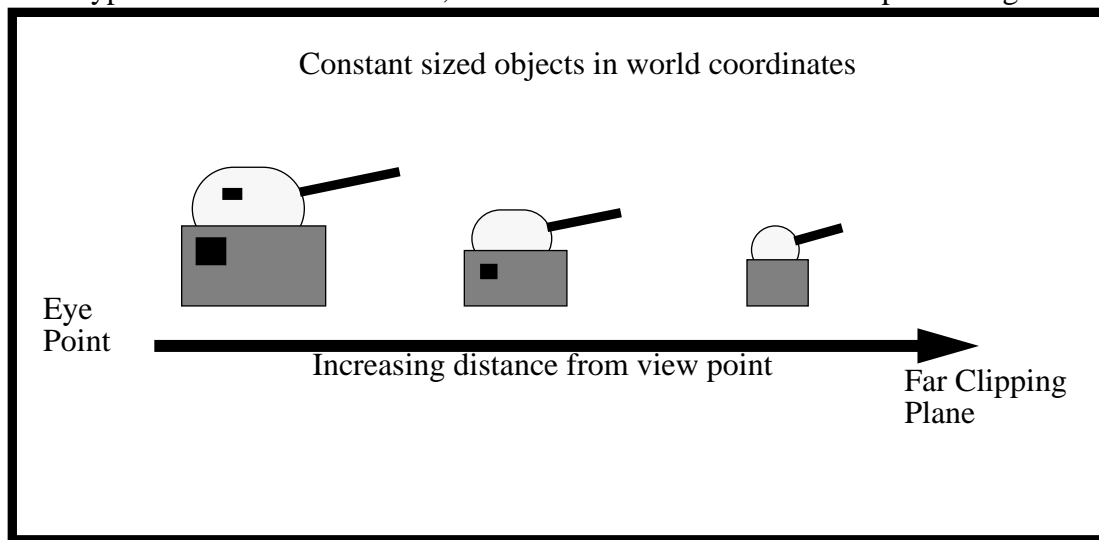 Constant sized objects in world coordinates
Eye
Point
Increasing distance from view point
Far Clipping
Plane